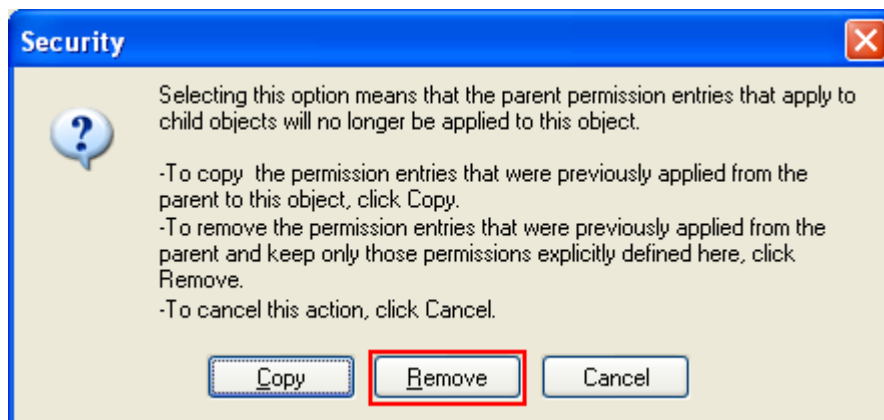 Security
Selecting this option means that the parent permission entries that apply to
child objects will no longer be applied to this object.
-To copy  the permission entries that were previously applied from the
parent to this object, click Copy.
-To remove the permission entries that were previously applied from the
parent and keep only those permissions explicitly defined here, click
Remove.
-To cancel this action, click Cancel.
Copy Remove Cancel